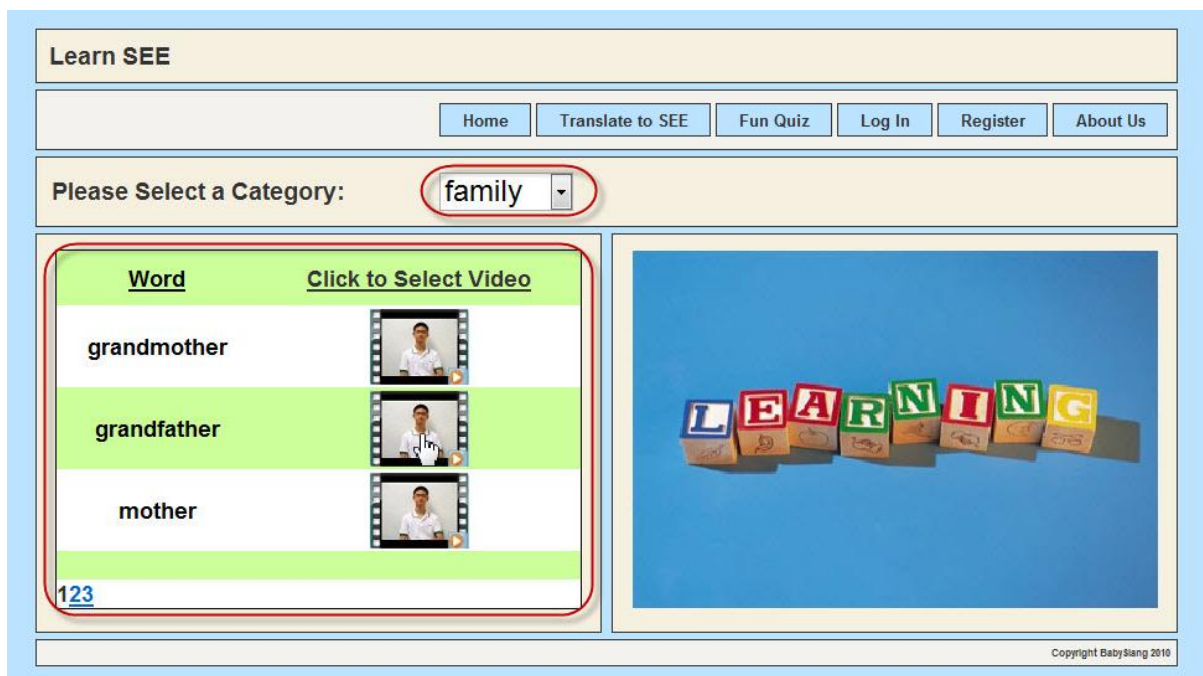 Learn SEE
Home Translate to SEE Fun Quiz Log In Register About Us
Please Select a Category: family
Word Click to Select Video
grandmother
grandfather
mother
123
LEARNING
Copyright BabySiang 2010